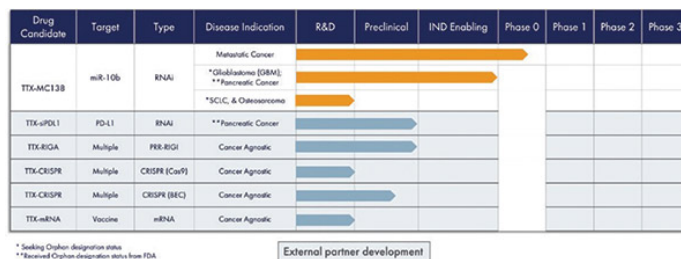 Drug Candidate Target Type Disease Indication R&D Preclinical IND Enabling Phase 0 Phase 1 Phase 2 Phase 3
TTX-MC138 miR-10b RNAi Metastatic Cancer
*Glioblastoma (GBM);
**Pancreatic Cancer
*SCLC, & Osteosarcoma
TTX-siPDL1 PD-L1 RNAi **Pancreatic Cancer
TTX-RIGA Multiple PRR-RIGI Cancer Agnostic
TTX-CRISPR Multiple CRISPR (Cas9) Cancer Agnostic
TTX-CRISPR Multiple CRISPR (BEC) Cancer Agnostic
TTX-mRNA Vaccine mRNA Cancer Agnostic
* Seeking Orphan designation status
**Received Orphan designation status from FDA
External partner development